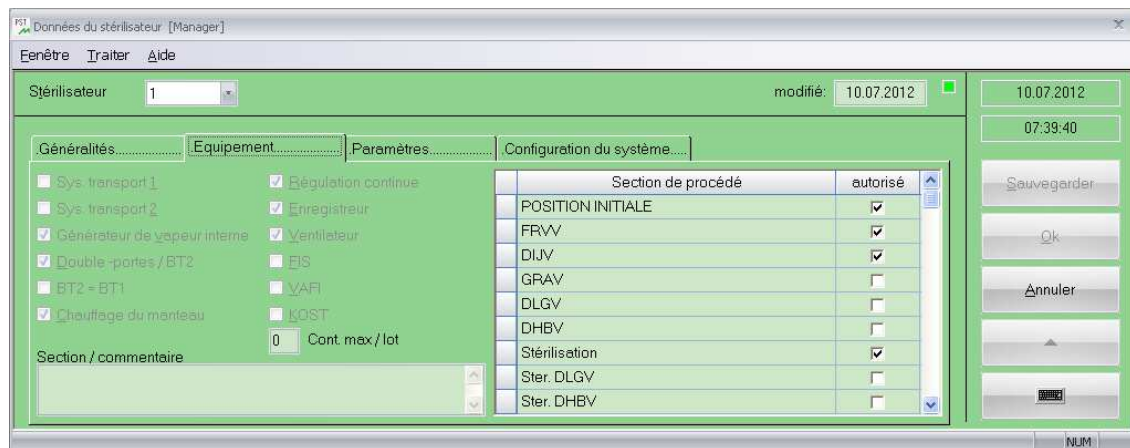 PST Données du stérilisateur [Manager]
Fenêtre Traiter Aide
Stérilisateur 1 modifié: 10.07.2012
10.07.2012
07:39:40
.Généralités................... .Equipement.................. .Paramètres.................. .Configuration du système.....
Sys. transport 1
Sys. transport 2
Générateur de vapeur interne
Double -portes / BT2
BT2 = BT1
Chauffage du manteau
Régulation continue
Enregistreur
Ventilateur
FIS
VAFI
KOST
0 Cont. max / lot
Section / commentaire
Section de procédé autorisé
POSITION INITIALE
FRVV
DIJV
GRAV
DLGV
DHBV
Stérilisation
Ster. DLGV
Ster. DHBV
Sauvegarder
Ok
Annuler
NUM